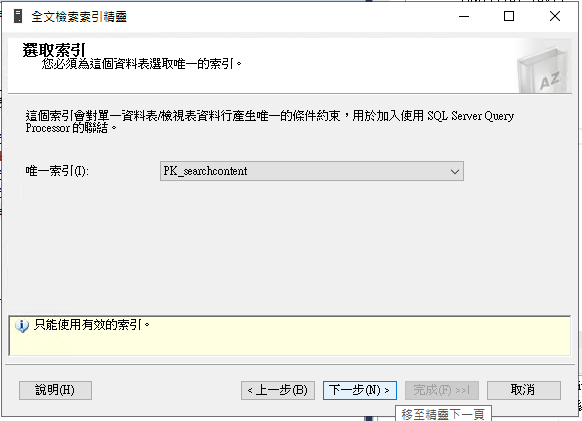 全文檢索索引精靈
選取索引
您必須為這個資料表選取唯一的索引。
AZ
這個索引會對單一資料表/檢視表資料行產生唯一的條件約束，用於加入使用 SQL Server Query
Processor 的聯結。
唯一索引(I):
PK_searchcontent
只能使用有效的索引。
說明(H)
< 上一步(B)
下一步(N) >
完成(F) >>|
取消
移至精靈下一頁